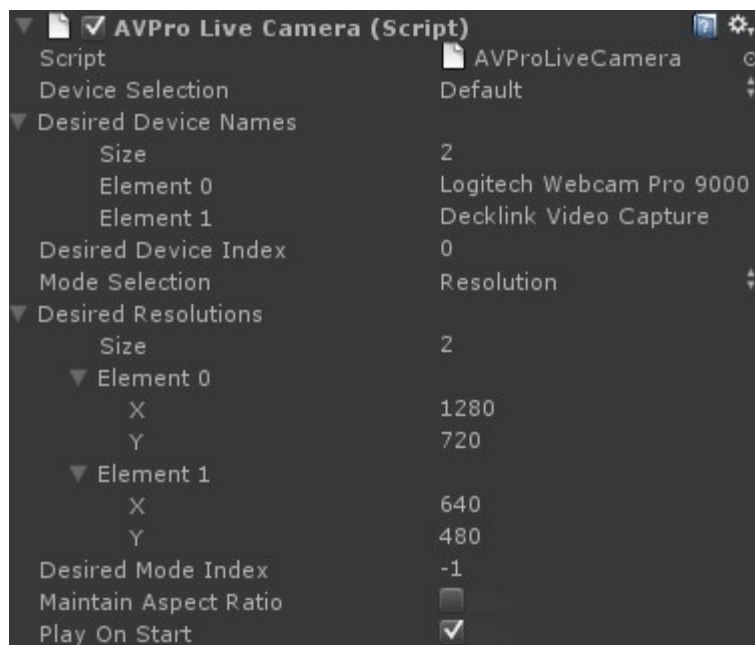 AVPro Live Camera (Script)
Script AVProLiveCamera
Device Selection Default
Desired Device Names
Size 2
Element 0 Logitech Webcam Pro 9000
Element 1 Decklink Video Capture
Desired Device Index 0
Mode Selection Resolution
Desired Resolutions
Size 2
Element 0
X 1280
Y 720
Element 1
X 640
Y 480
Desired Mode Index -1
Maintain Aspect Ratio
Play On Start